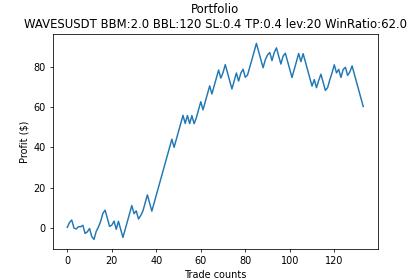 Portfolio
WAVESUSDT BBM:2.0 BBL:120 SL:0.4 TP:0.4 lev:20 WinRatio:62.0
80
60
40
20
0
Profit ($)
0 20 40 60 80 100 120
Trade counts